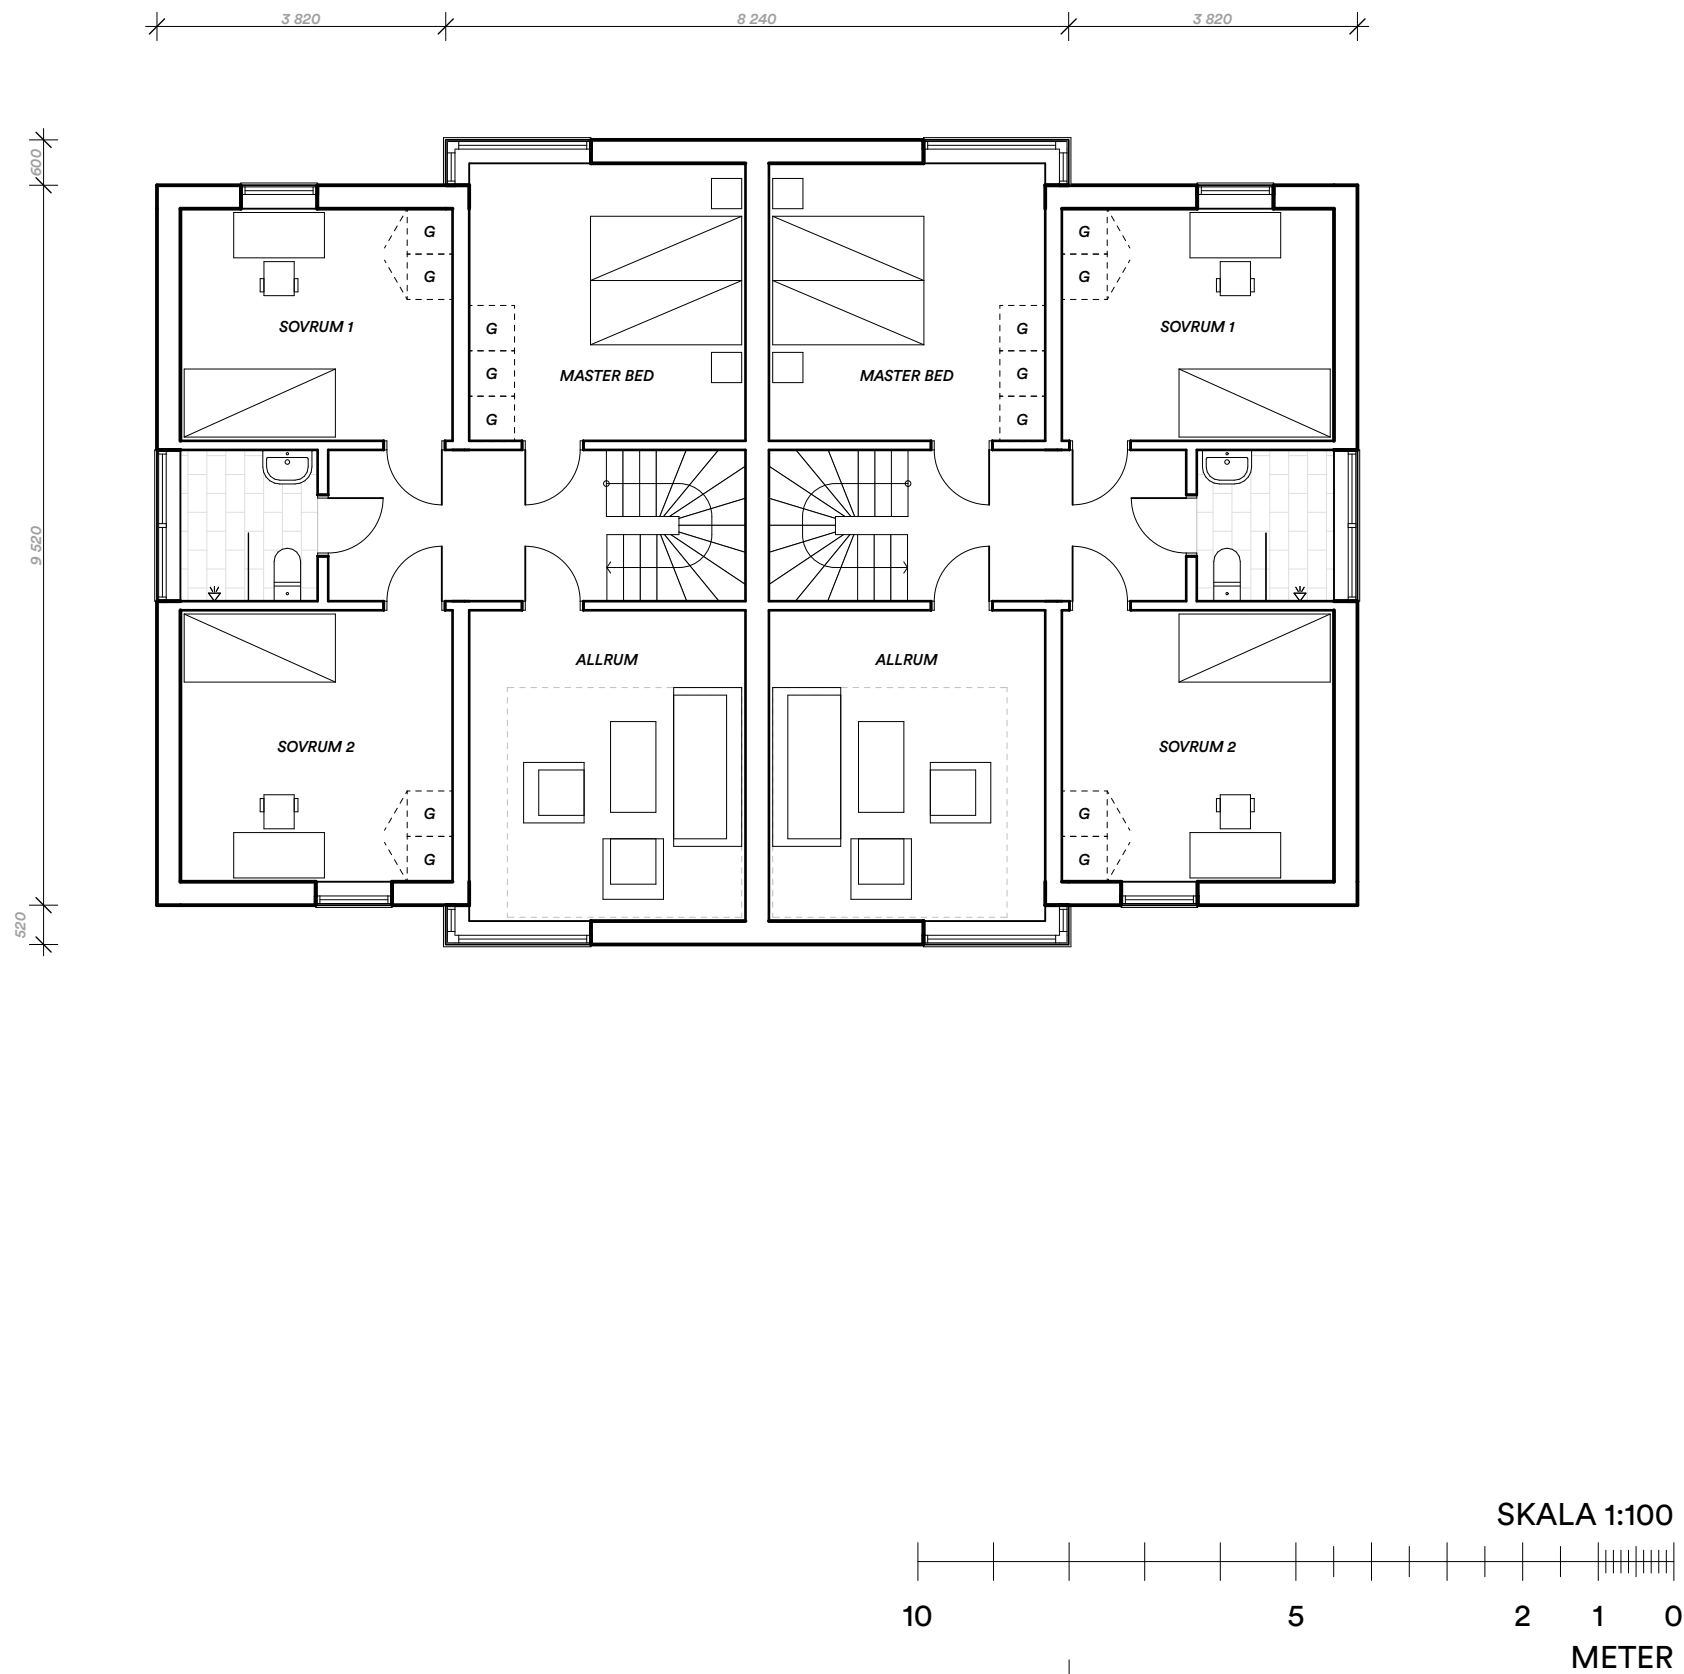 3 820 8 240 3 820
600
9 520
520
G G
G G
SOVRUM 1 G G SOVRUM 1
MASTER BED G G MASTER BED
G G
ALLRUM ALLRUM
SOVRUM 2 SOVRUM 2
G G
G G
SKALA 1:100
10 5 2 1 0
METER